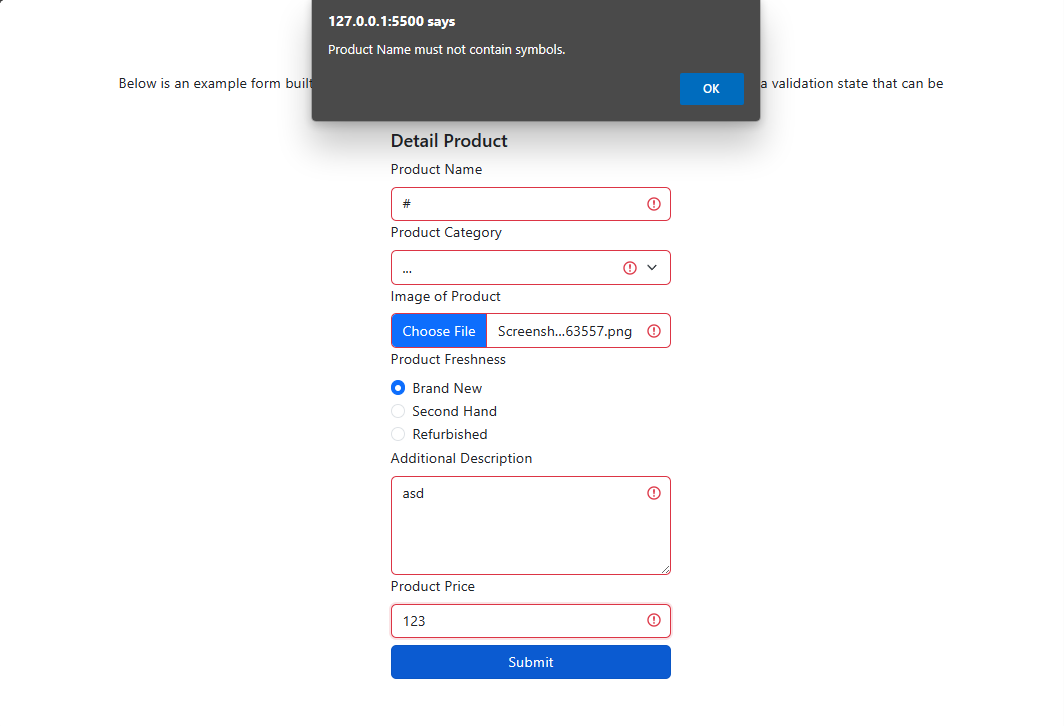 127.0.0.1:5500 says
Product Name must not contain symbols.
OK
Below is an example form built
a validation state that can be
Detail Product
Product Name
#
Product Category
...
Image of Product
Choose File Screensh...63557.png
Product Freshness
Brand New
Second Hand
Refurbished
Additional Description
asd
Product Price
123
Submit